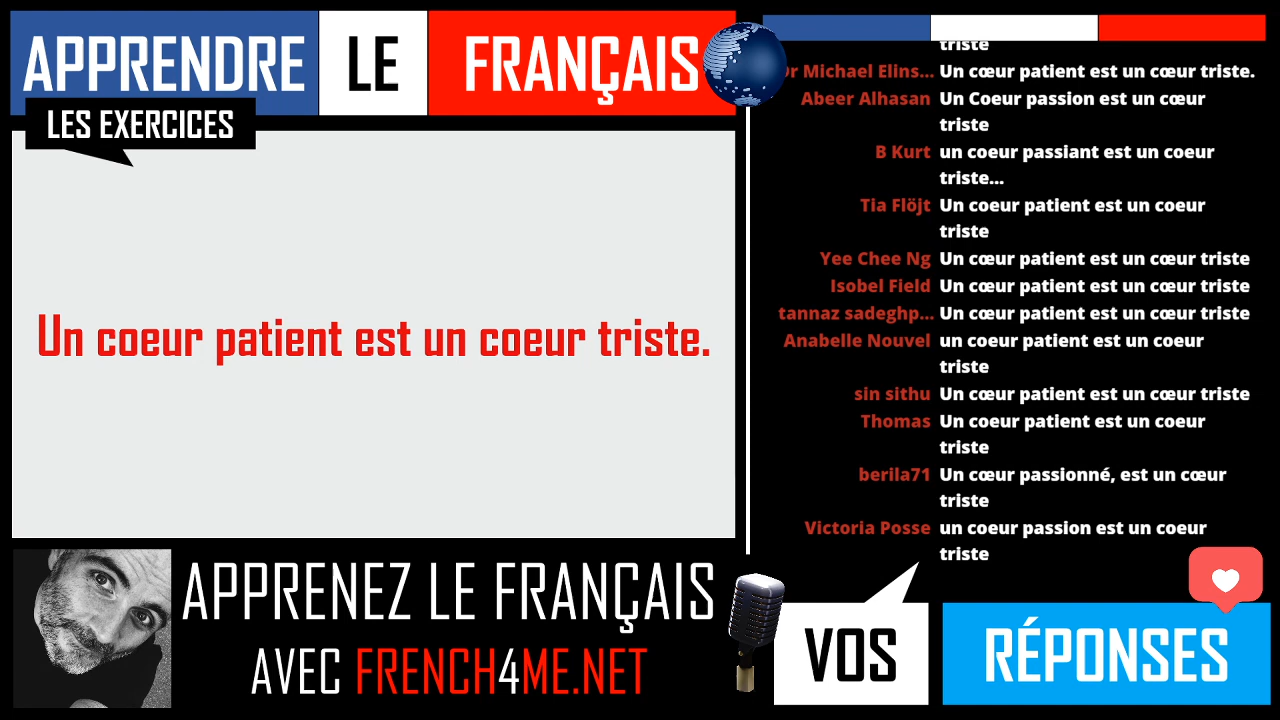 APPRENDRE LE FRANÇAIS
LES EXERCICES
Un coeur patient est un coeur triste.
APPRENEZ LE FRANÇAIS
AVEC FRENCH4ME.NET
triste
Dr Michael Elins... Un cœur patient est un cœur triste.
Abeer Alhasan Un Coeur passion est un cœur
triste
B Kurt un coeur passiant est un coeur
triste...
Tia Flöjt Un coeur patient est un coeur
triste
Yee Chee Ng Un cœur patient est un cœur triste
Isobel Field Un cœur patient est un cœur triste
tannaz sadeghp... Un cœur patient est un cœur triste
Anabelle Nouvel un coeur patient est un coeur
triste
sin sithu Un cœur patient est un cœur triste
Thomas Un coeur patient est un coeur
triste
berila71 Un cœur passionné, est un cœur
triste
Victoria Posse un coeur passion est un coeur
triste
VOS RÉPONSES